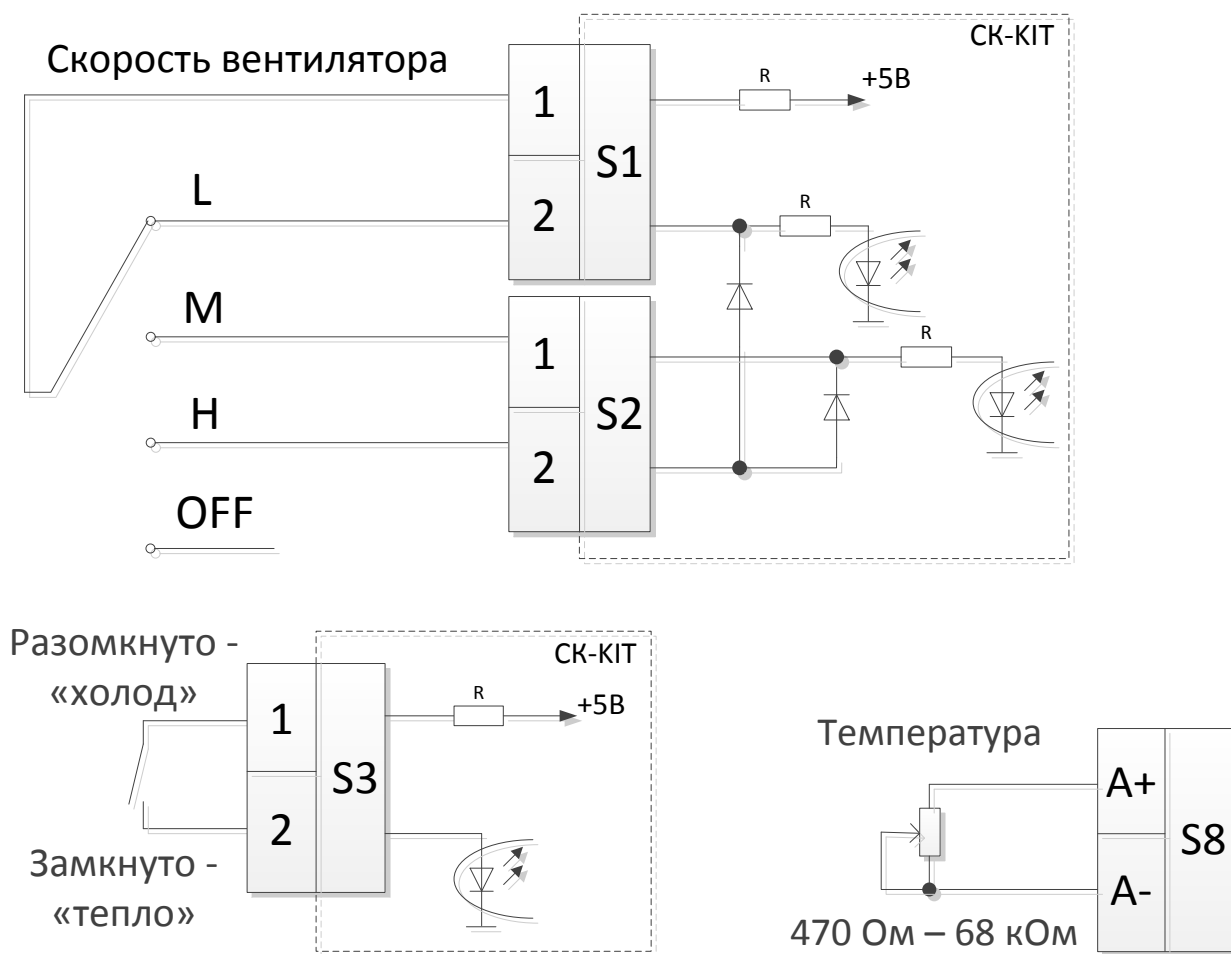 СК-KIT
Скорость вентилятора
R
+5В
1
S1
L
2
R
M
1
R
S2
H
2
OFF
Разомкнуто -
«холод»
СК-KIT
R
+5В
1
S3
2
Замкнуто -
«тепло»
Температура
A+
S8
A-
470 Ом – 68 кОм